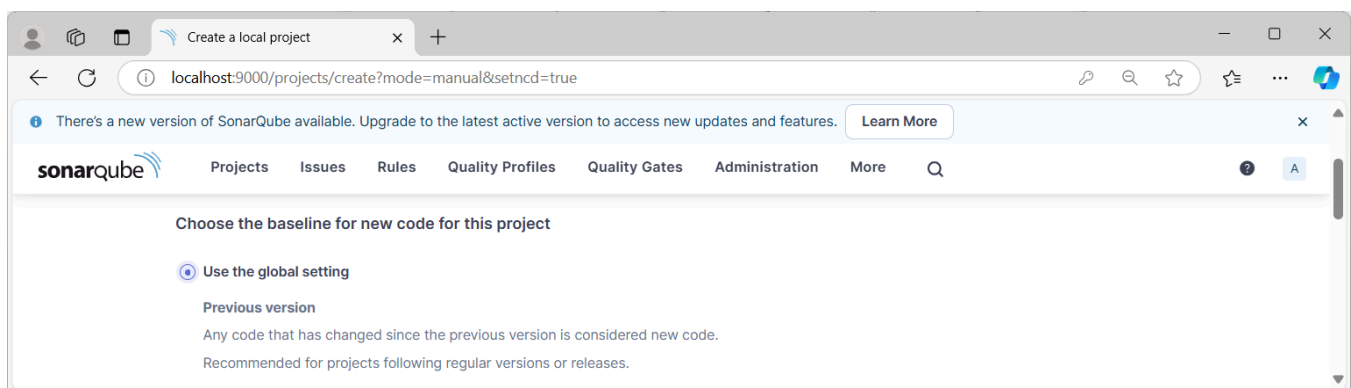 Create a local project
localhost:9000/projects/create?mode=manual&setncd=true
There's a new version of SonarQube available. Upgrade to the latest active version to access new updates and features. Learn More
sonarqube Projects Issues Rules Quality Profiles Quality Gates Administration More A
Choose the baseline for new code for this project
Use the global setting
Previous version
Any code that has changed since the previous version is considered new code.
Recommended for projects following regular versions or releases.